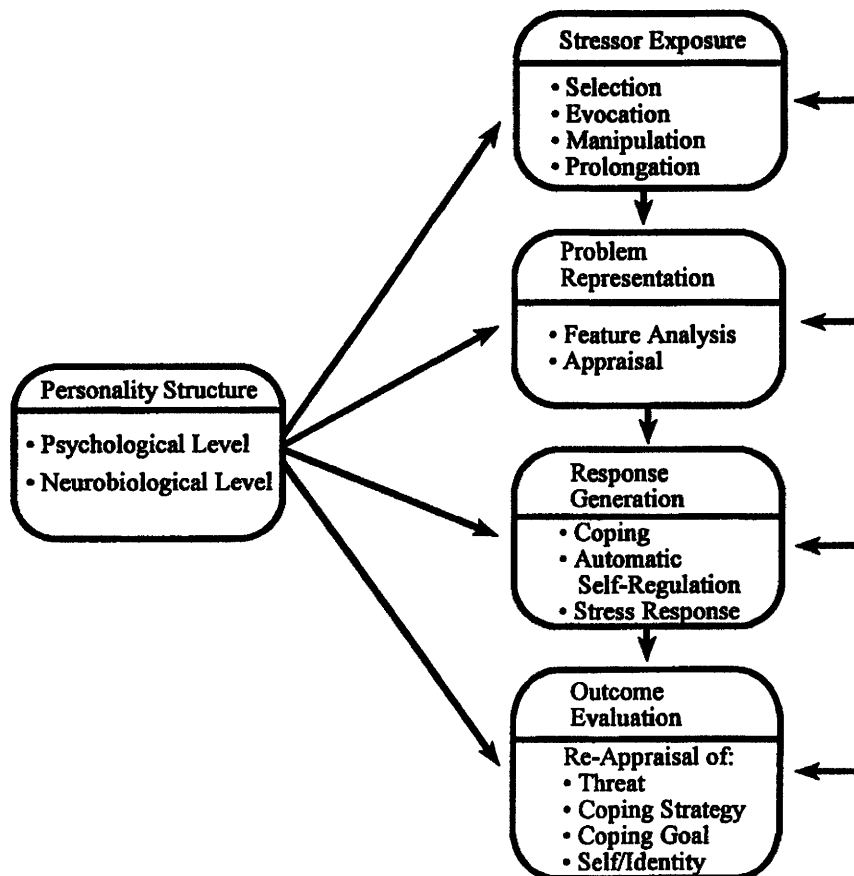 Stressor Exposure
• Selection
• Evocation
• Manipulation
• Prolongation
Problem
Representation
• Feature Analysis
• Appraisal
Personality Structure
• Psychological Level
• Neurobiological Level
Response
Generation
• Coping
• Automatic
Self-Regulation
• Stress Response
Outcome
Evaluation
Re-Appraisal of:
• Threat
• Coping Strategy
• Coping Goal
• Self/Identity